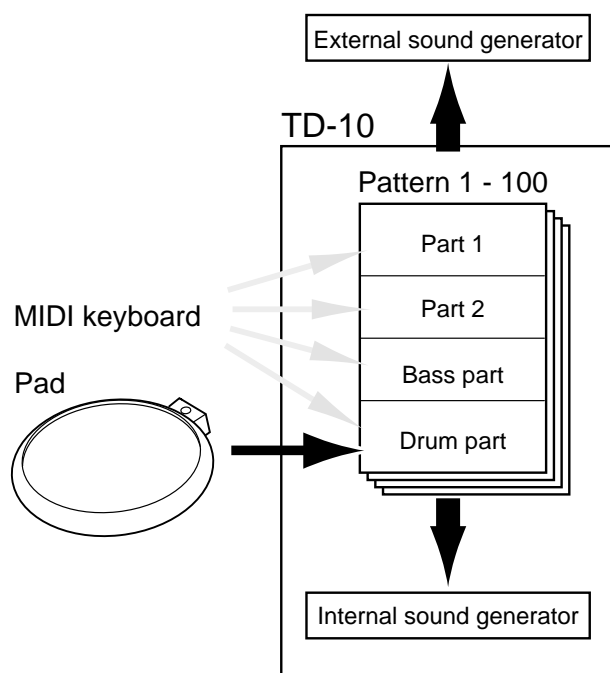 External sound generator
TD-10
Pattern 1 - 100
Part 1
Part 2
MIDI keyboard
Bass part
Pad
Drum part
Internal sound generator